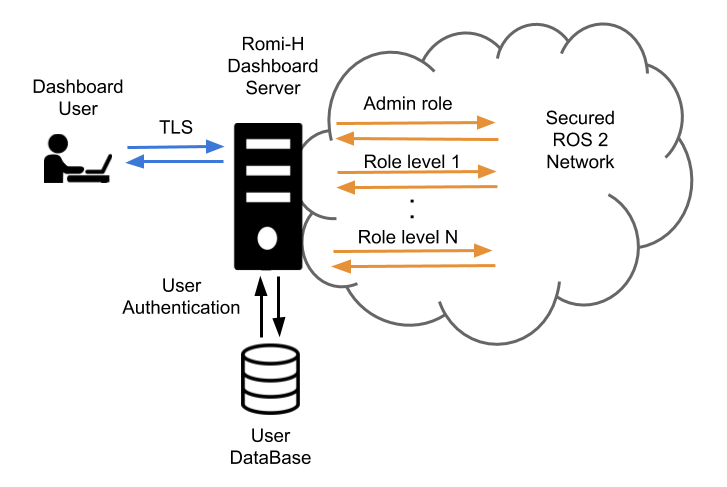 Romi-H
Dashboard
Server
Dashboard
User
TLS
Admin role
Role level 1
:
Role level N
Secured
ROS 2
Network
User
Authentication
User
DataBase